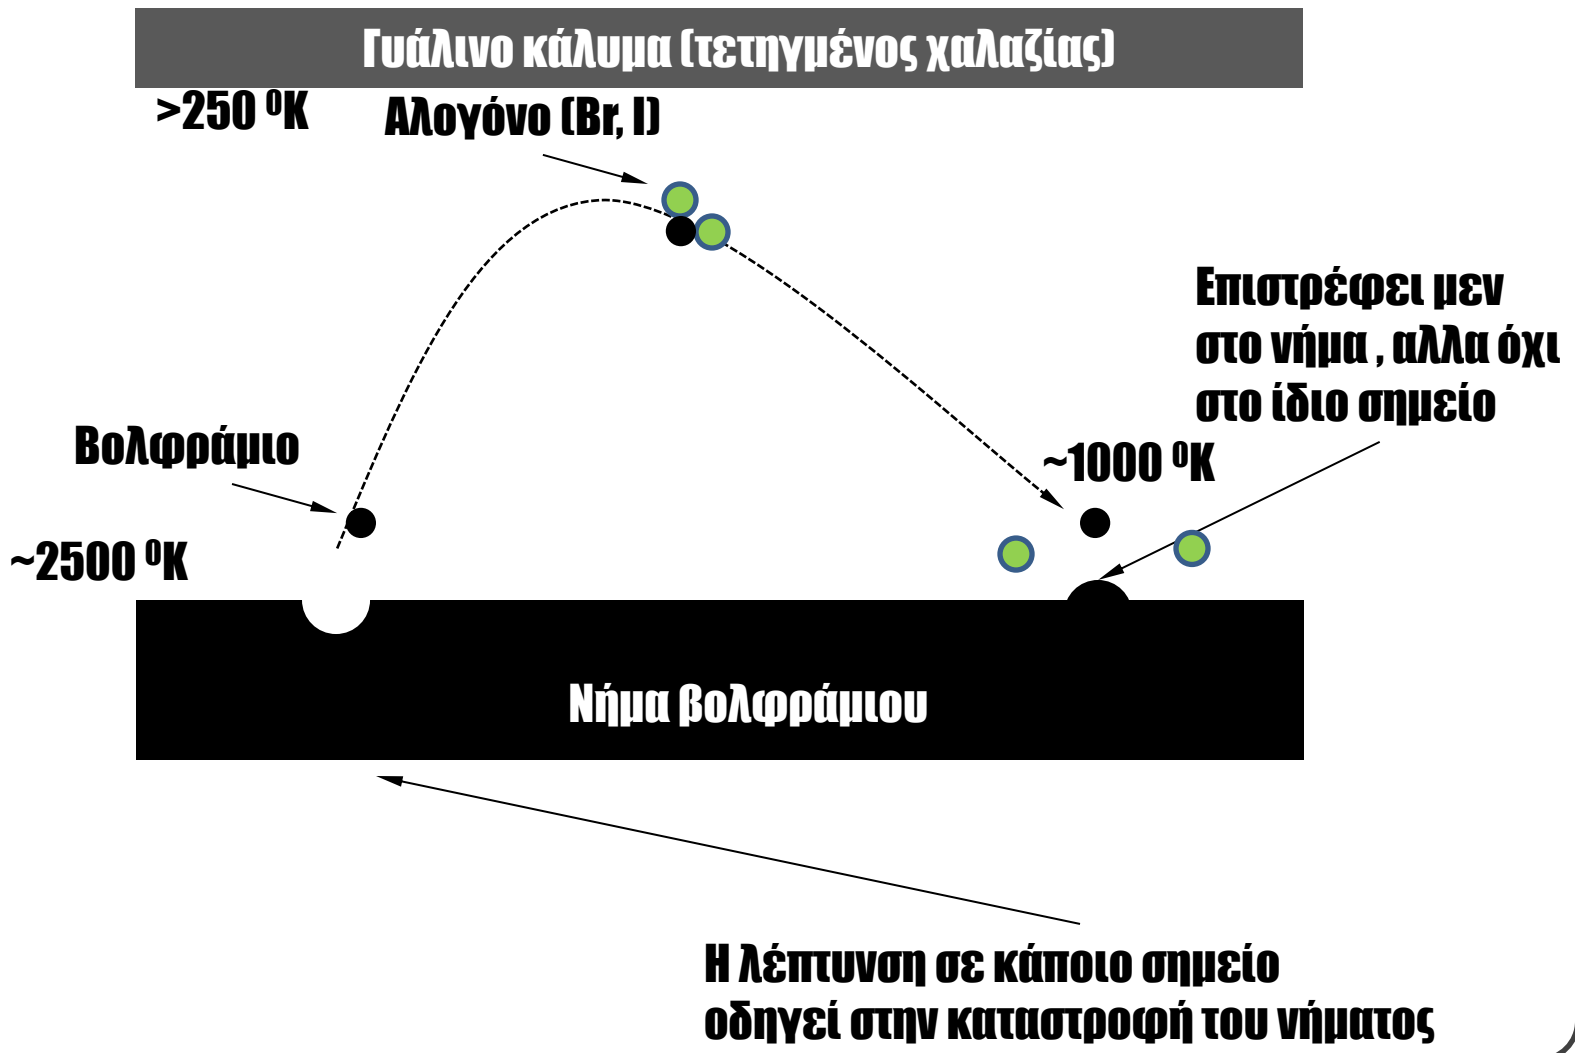 Γυάλινο κάλυμα (τετηγμένος χαλαζίας)
>250 ⁰K
Αλογόνο (Br, I)
Επιστρέφει μεν
στο νήμα , αλλα όχι
στο ίδιο σημείο
Βολφράμιο
~1000 ⁰K
~2500 ⁰K
Νήμα βολφράμιου
Η λέπτυνση σε κάποιο σημείο
οδηγεί στην καταστροφή του νήματος